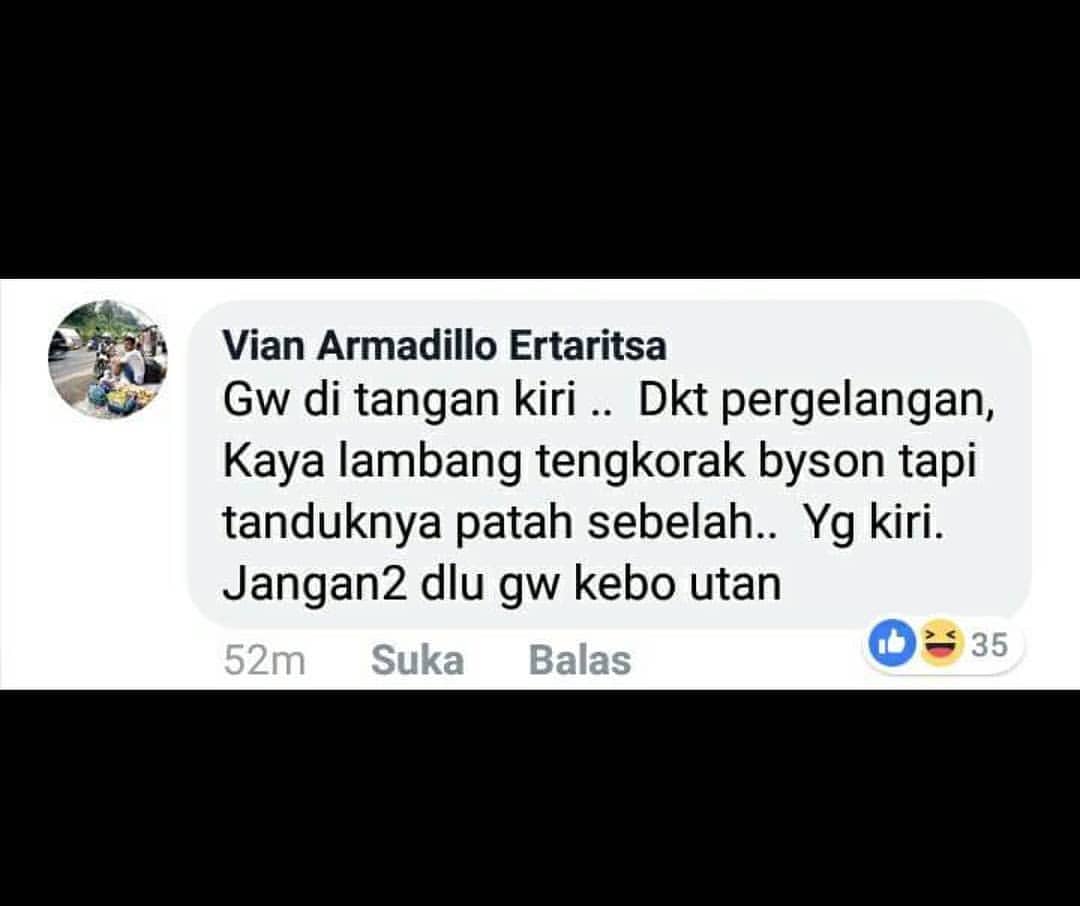 Vian Armadillo Ertaritsa
Gw di tangan kiri .. Dkt pergelangan,
Kaya lambang tengkorak byson tapi
tanduknya patah sebelah.. Yg kiri.
Jangan2 dlu gw kebo utan
52m Suka Balas 35